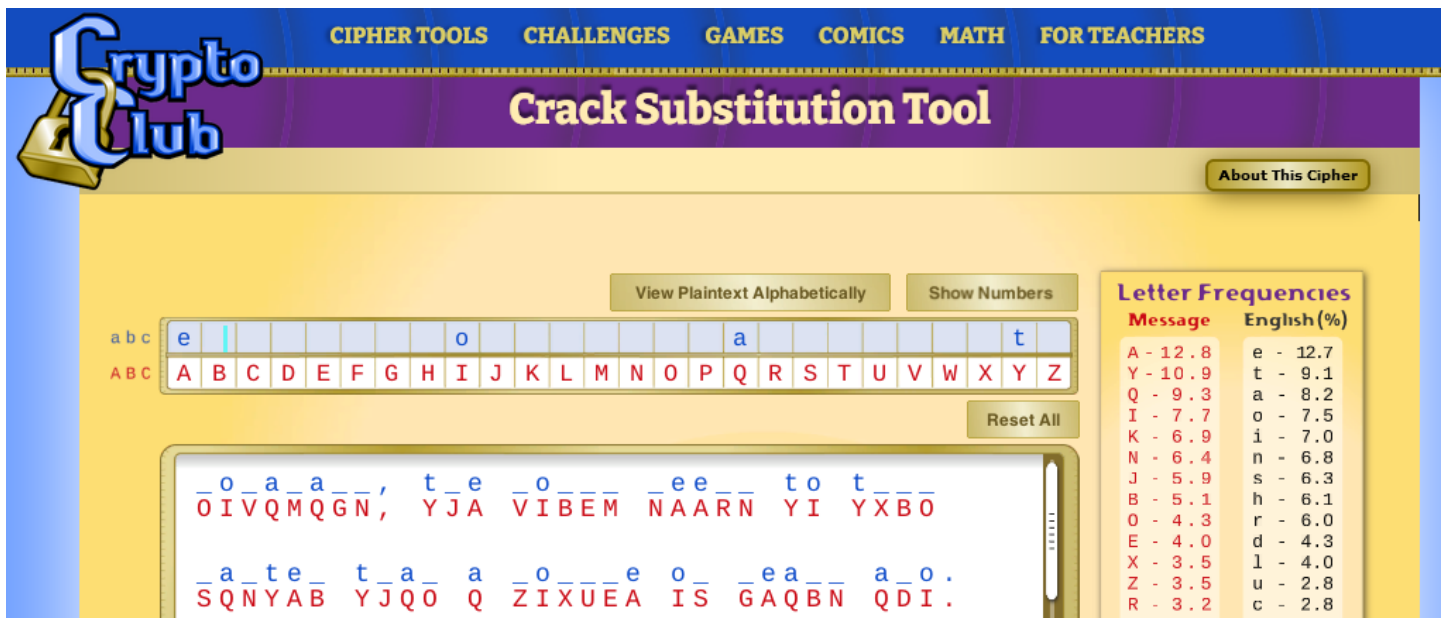 Crypto Club
CIPHER TOOLS CHALLENGES GAMES COMICS MATH FOR TEACHERS
Crack Substitution Tool
About This Cipher
View Plaintext Alphabetically Show Numbers
a b c e o a t
A B C A B C D E F G H I J K L M N O P Q R S T U V W X Y Z
Reset All
_o_a_a__, t_e _o___ _ee__ to t___
OIVQMQGN, YJA VIBEM NAARN YI YXBO
_a_te_ t_a_ a _o___e o_ _ea__ a_o.
SQNYAB YJQO Q ZIXUEA IS GAQBN QDI.
Letter Frequencies
Message English (%)
A - 12.8 e - 12.7
Y - 10.9 t - 9.1
Q - 9.3 a - 8.2
I - 7.7 o - 7.5
K - 6.9 i - 7.0
N - 6.4 n - 6.8
J - 5.9 s - 6.3
B - 5.1 h - 6.1
O - 4.3 r - 6.0
E - 4.0 d - 4.3
X - 3.5 l - 4.0
Z - 3.5 u - 2.8
R - 3.2 c - 2.8